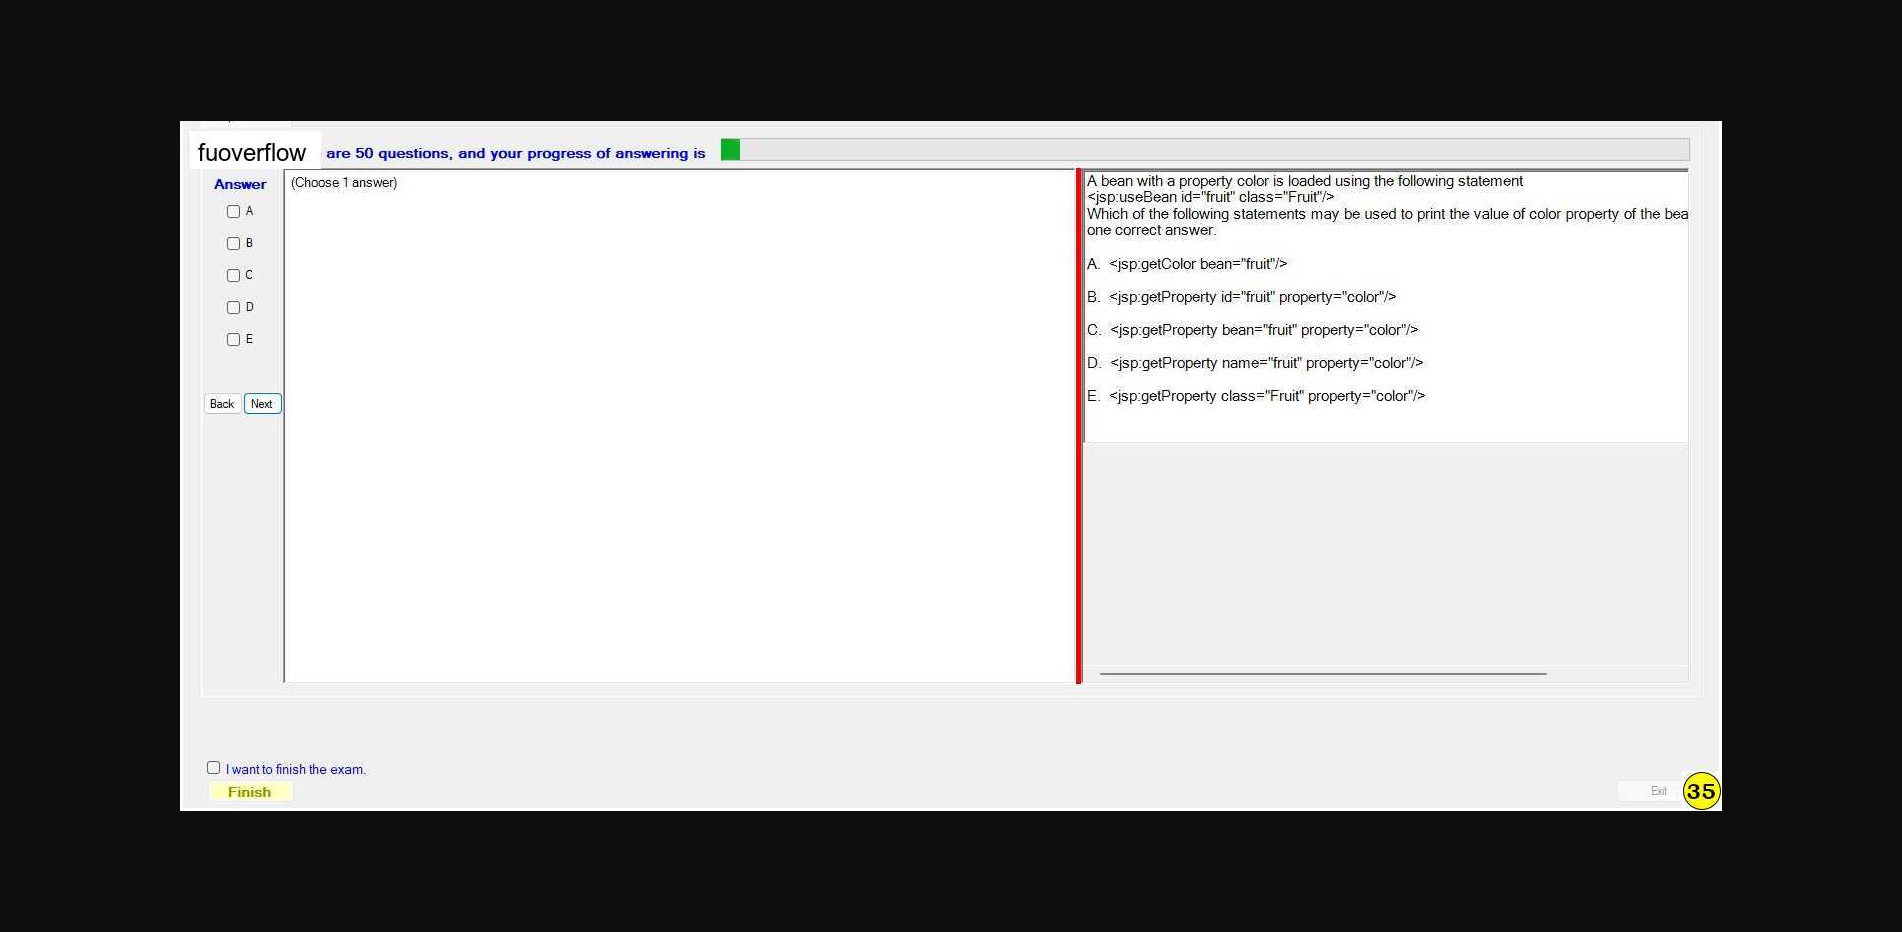 fuoverflow are 50 questions, and your progress of answering is
Answer
(Choose 1 answer)
A
B
C
D
E
Back Next
A bean with a property color is loaded using the following statement
<jsp:useBean id="fruit" class="Fruit"/>
Which of the following statements may be used to print the value of color property of the bea
one correct answer.
A. <jsp:getColor bean="fruit"/>
B. <jsp:getProperty id="fruit" property="color"/>
C. <jsp:getProperty bean="fruit" property="color"/>
D. <jsp:getProperty name="fruit" property="color"/>
E. <jsp:getProperty class="Fruit" property="color"/>
I want to finish the exam.
Finish
Exit
35